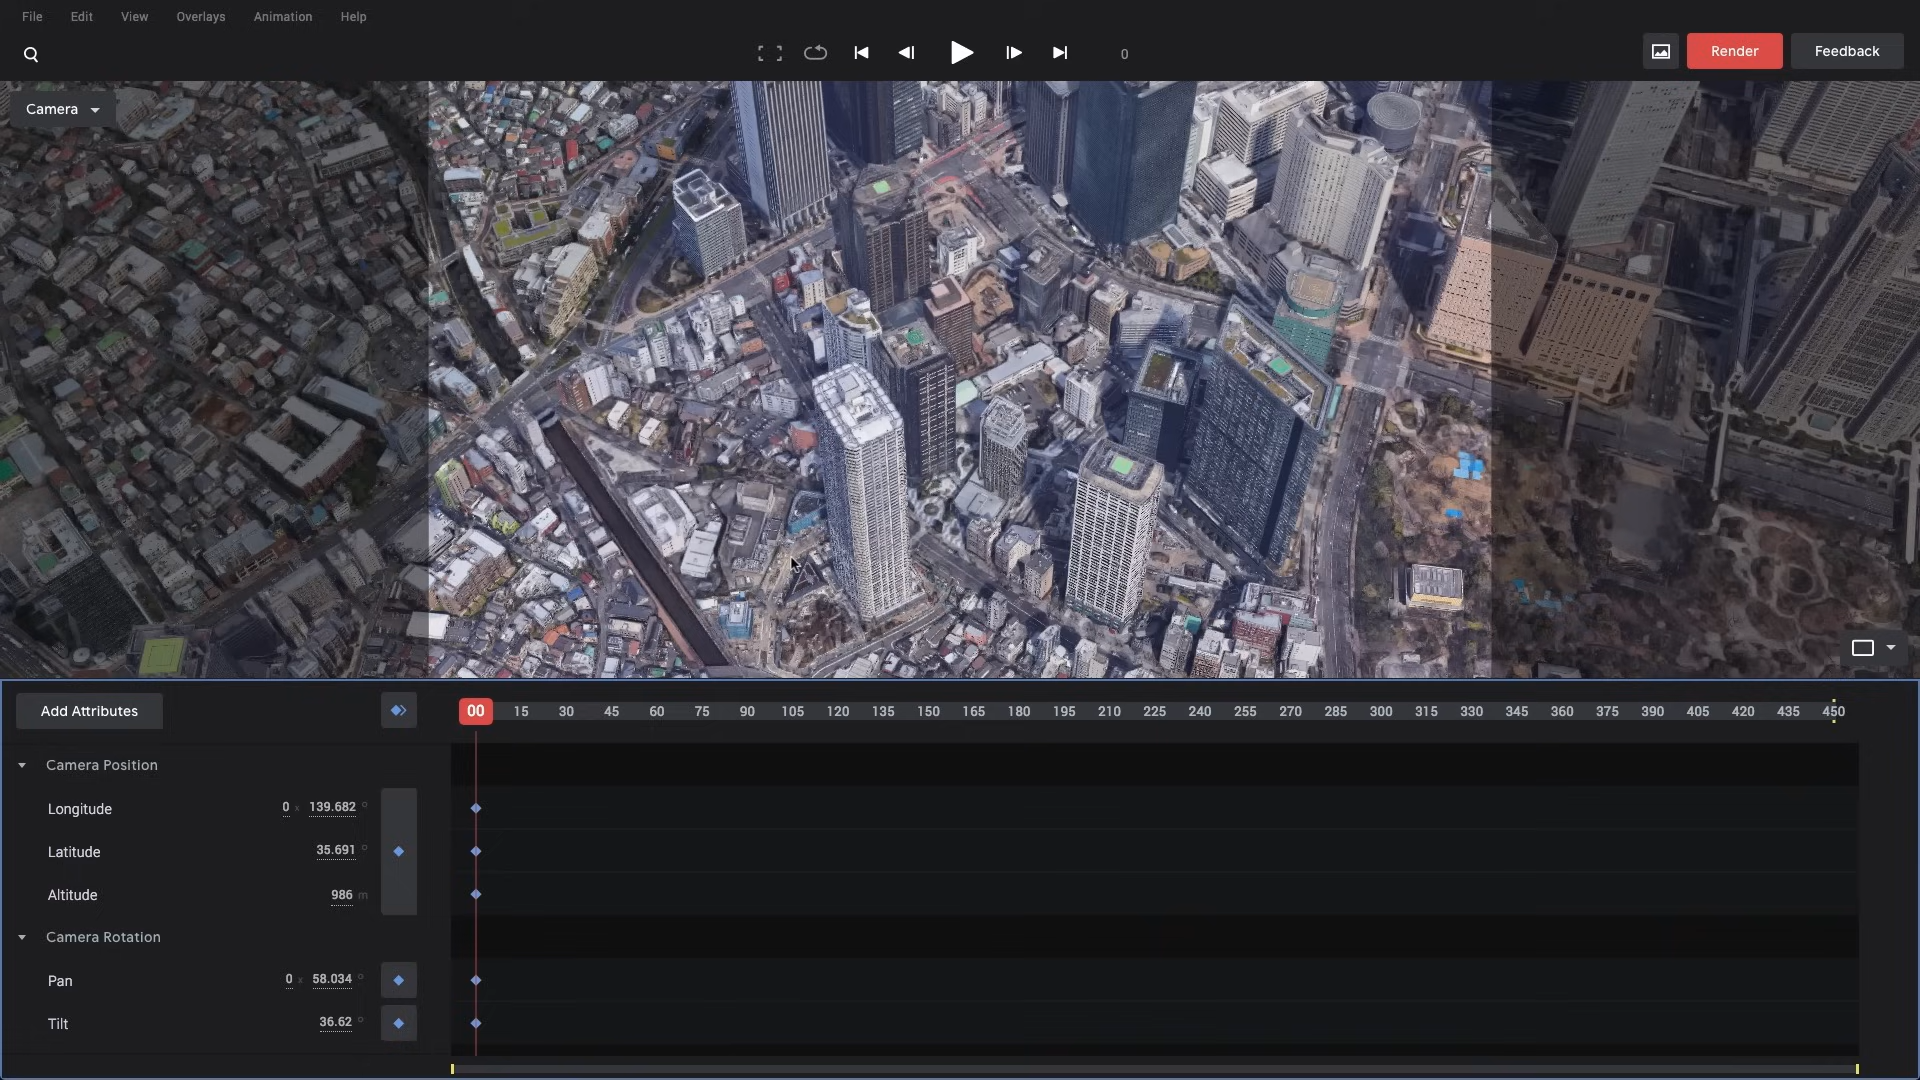 File Edit View Overlays Animation Help
0
Render Feedback
Camera
Add Attributes 00 15 30 45 60 75 90 105 120 135 150 165 180 195 210 225 240 255 270 285 300 315 330 345 360 375 390 405 420 435 450
Camera Position
Longitude 0 x 139.682 °
Latitude 35.691 °
Altitude 986 m
Camera Rotation
Pan 0 x 58.034 °
Tilt 36.62 °